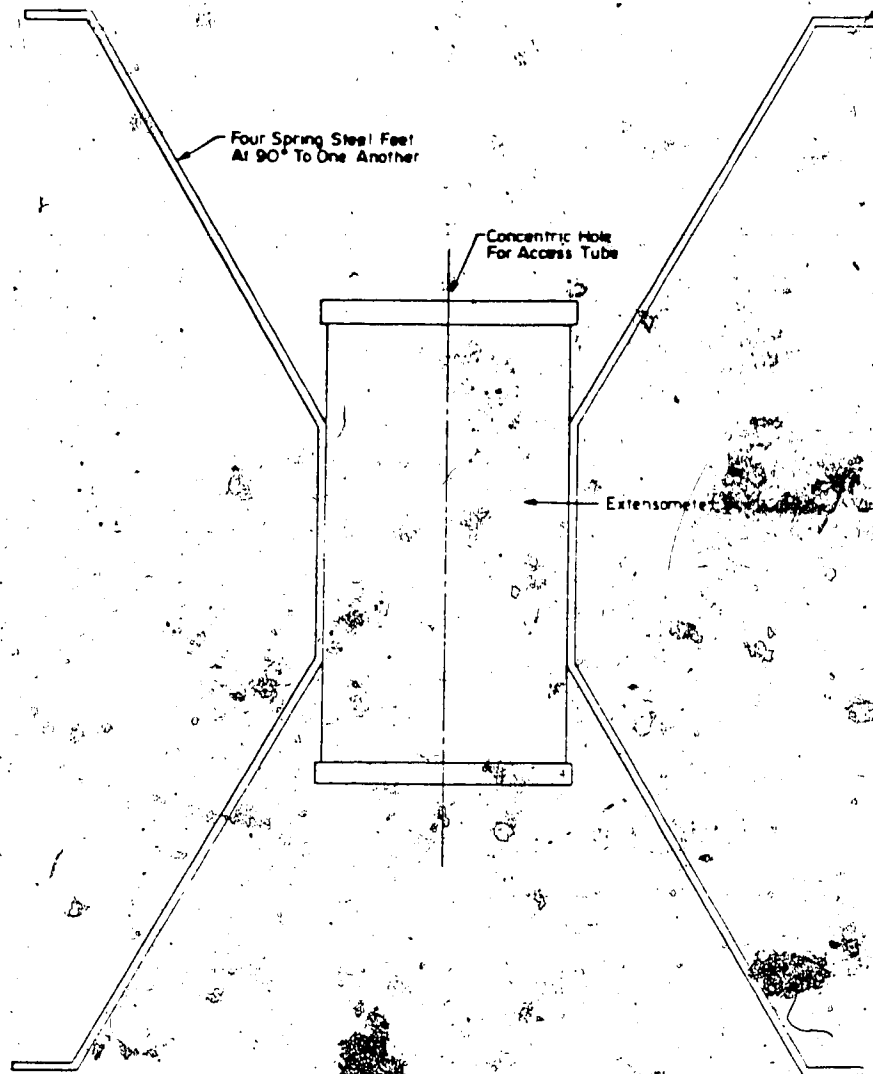 Four Spring Steel Feet
At 90° To One Another
Concentric Hole
For Access Tube
Extensometer